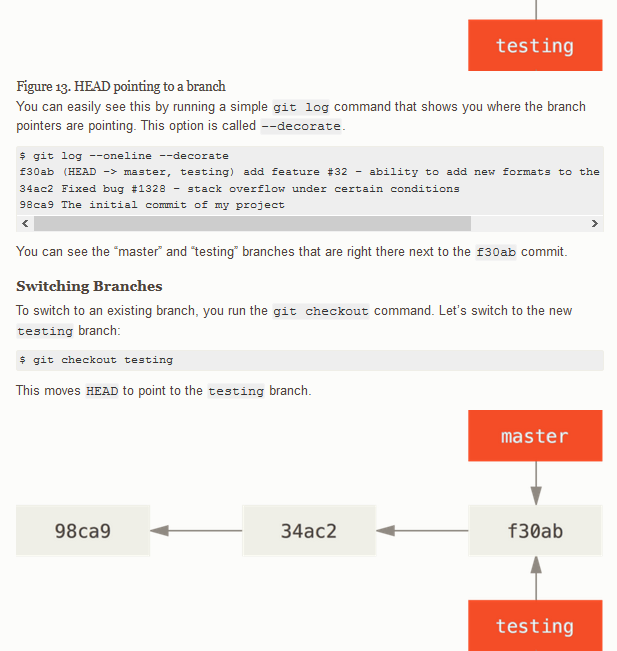 testing
Figure 13. HEAD pointing to a branch
You can easily see this by running a simple git log command that shows you where the branch
pointers are pointing. This option is called --decorate.
$ git log --oneline --decorate
f30ab (HEAD -> master, testing) add feature #32 - ability to add new formats to the
34ac2 Fixed bug #1328 - stack overflow under certain conditions
98ca9 The initial commit of my project
You can see the “master” and “testing” branches that are right there next to the f30ab commit.
Switching Branches
To switch to an existing branch, you run the git checkout command. Let’s switch to the new
testing branch:
$ git checkout testing
This moves HEAD to point to the testing branch.
master
98ca9 34ac2 f30ab
testing